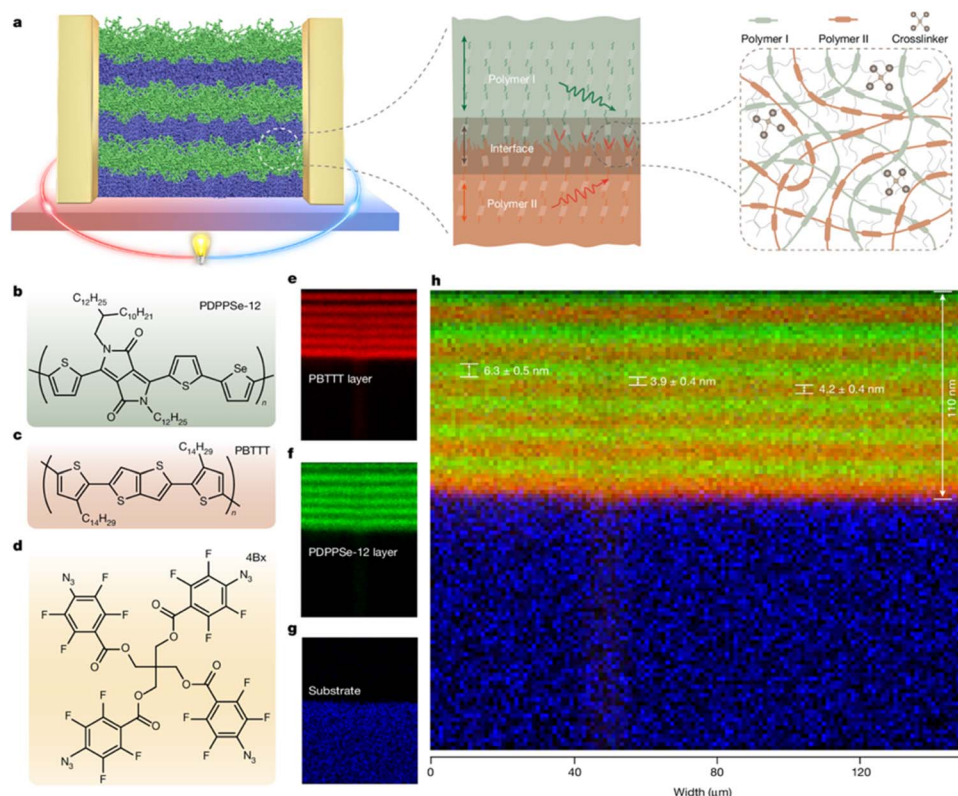 a
Polymer I
Interface
Polymer II
Polymer I Polymer II Crosslinker
b
PDPPSe-12
C12H25
C10H21
O
N
S
S
S
Se
n
O
N
C12H25
c
PBTTT
C14H29
S
S
S
S
n
C14H29
d
4Bx
N3
F
F
F
F
O
O
N3
F
F
F
F
O
O
O
O
F
F
F
F
N3
O
O
F
F
F
F
N3
e
PBTTT layer
f
PDPPSe-12 layer
g
Substrate
h
6.3 ± 0.5 nm
3.9 ± 0.4 nm
4.2 ± 0.4 nm
110 nm
0 40 80 120
Width (μm)